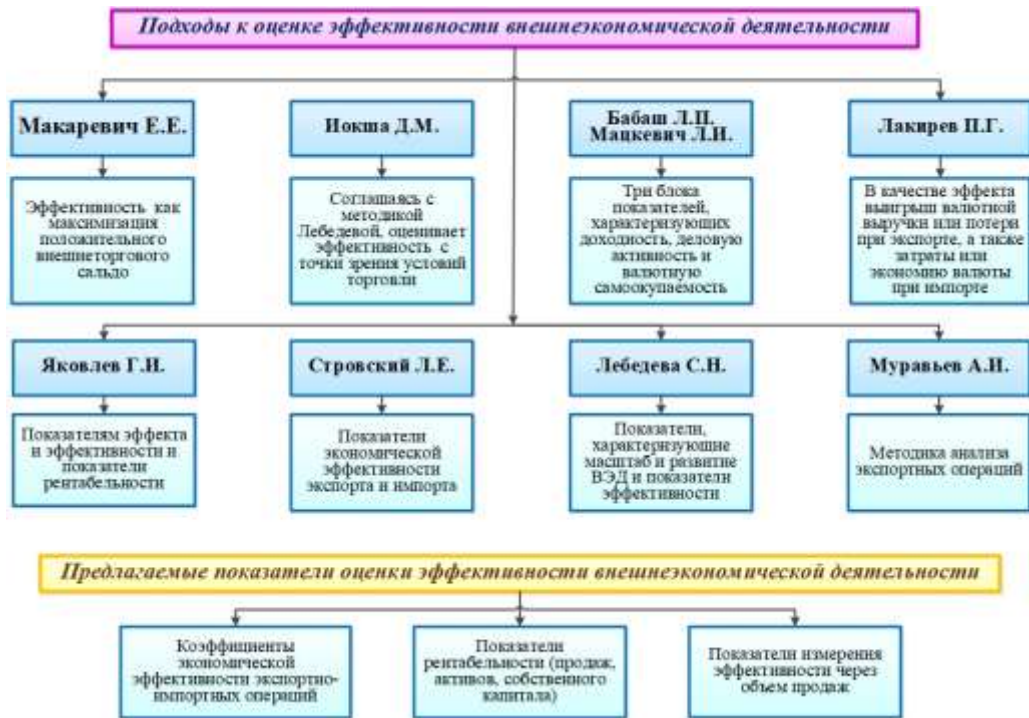 Подходы к оценке эффективности внешнеэкономической деятельности
Макаревич Е.Е.
Иокша Д.М.
Бабаш Л.П.
Мацкевич Л.И.
Лакирев П.Г.
Эффективность как
максимизация
положительного
внешнеторгового
сальдо
Соглашаясь с
методикой
Лебедевой, оценивает
эффективность с
точки зрения условий
торговли
Три блока
показателей,
характеризующих
доходность, деловую
активность и
валютную
самоокупаемость
В качестве эффекта
выигрыш валютной
выручки или потери
при экспорте, а также
затраты или
экономию валюты
при импорте
Яковлев Г.И.
Стровский Л.Е.
Лебедева С.Н.
Муравьев А.И.
Показателям эффекта
и эффективности и
показатели
рентабельности
Показатели
экономической
эффективности
экспорта и импорта
Показатели,
характеризующие
масштаб и развитие
ВЭД и показатели
эффективности
Методика анализа
экспортных операций
Предлагаемые показатели оценки эффективности внешнеэкономической деятельности
Коэффициенты
экономической
эффективности экспортно-
импортных операций
Показатели
рентабельности (продаж,
активов, собственного
капитала)
Показатели измерения
эффективности через
объем продаж